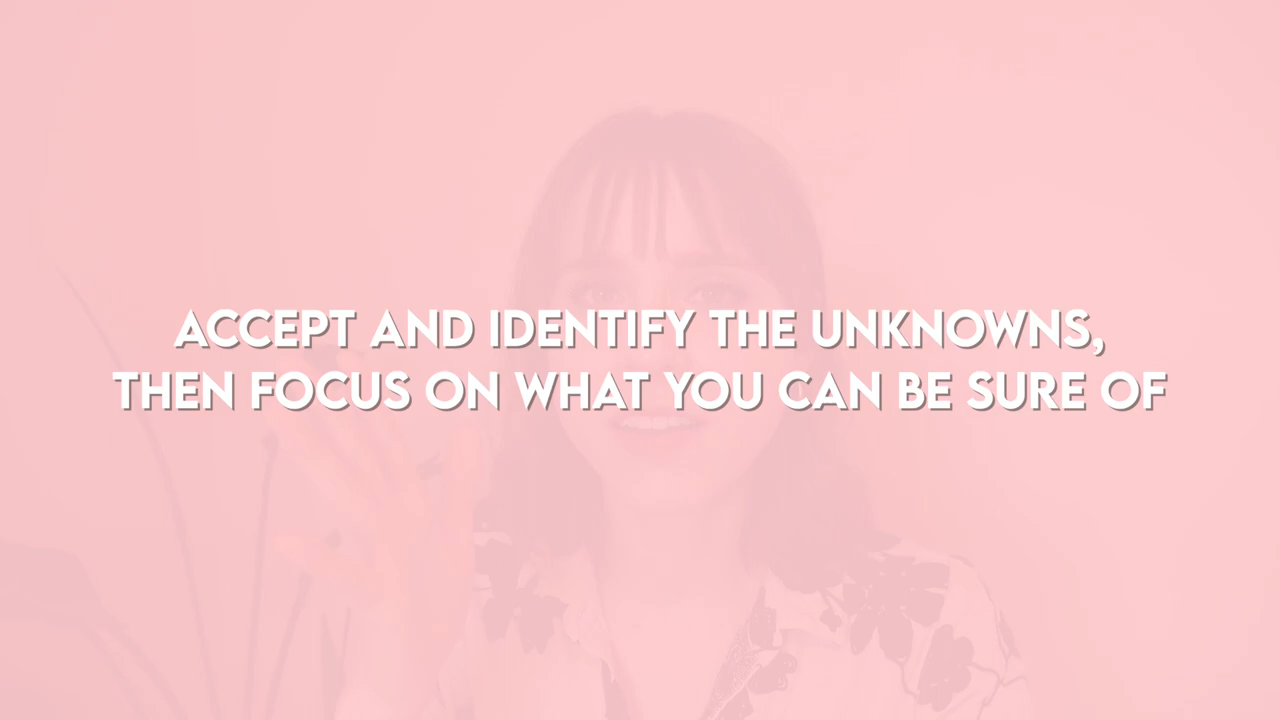 ACCEPT AND IDENTIFY THE UNKNOWNS,
THEN FOCUS ON WHAT YOU CAN BE SURE OF